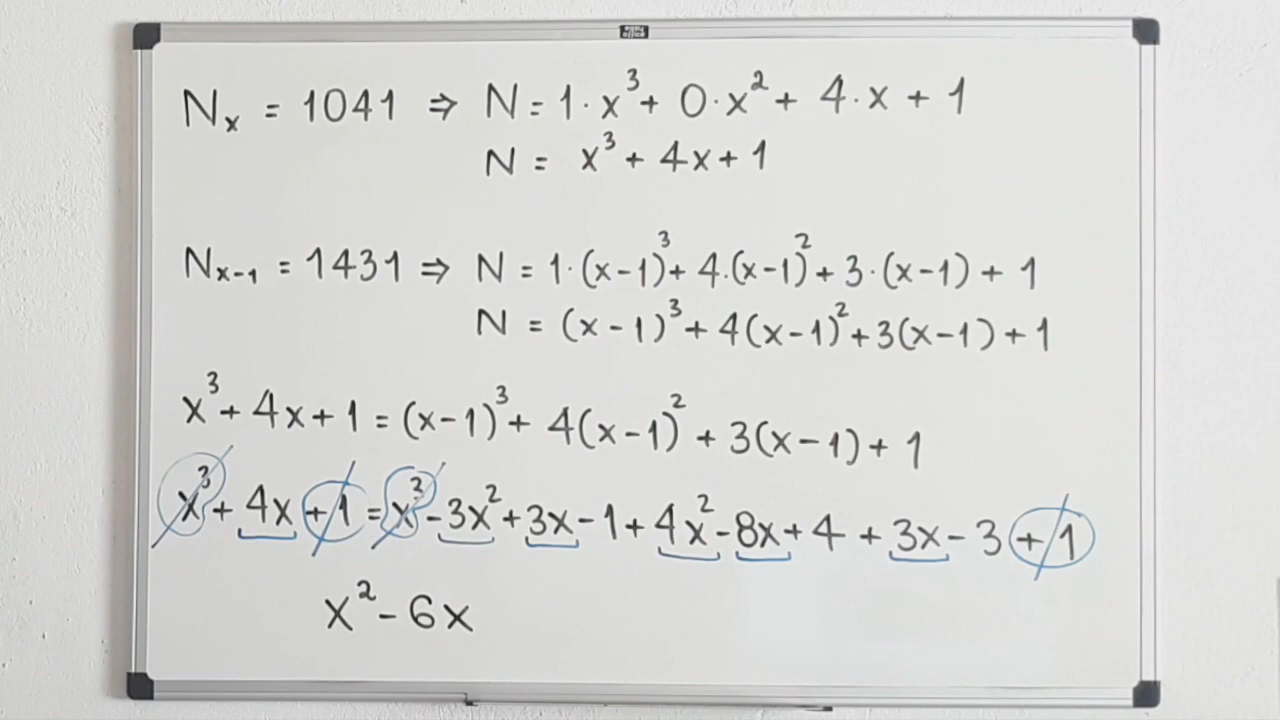 Nₓ = 1041 ⇒ N = 1·x³ + 0·x² + 4·x + 1
N = x³ + 4x + 1
Nₓ₋₁ = 1431 ⇒ N = 1·(x-1)³ + 4·(x-1)² + 3·(x-1) + 1
N = (x-1)³ + 4(x-1)² + 3(x-1) + 1
x³ + 4x + 1 = (x-1)³ + 4(x-1)² + 3(x-1) + 1
x³ + 4x + 1 = x³ - 3x² + 3x - 1 + 4x² - 8x + 4 + 3x - 3 + 1
x² - 6x